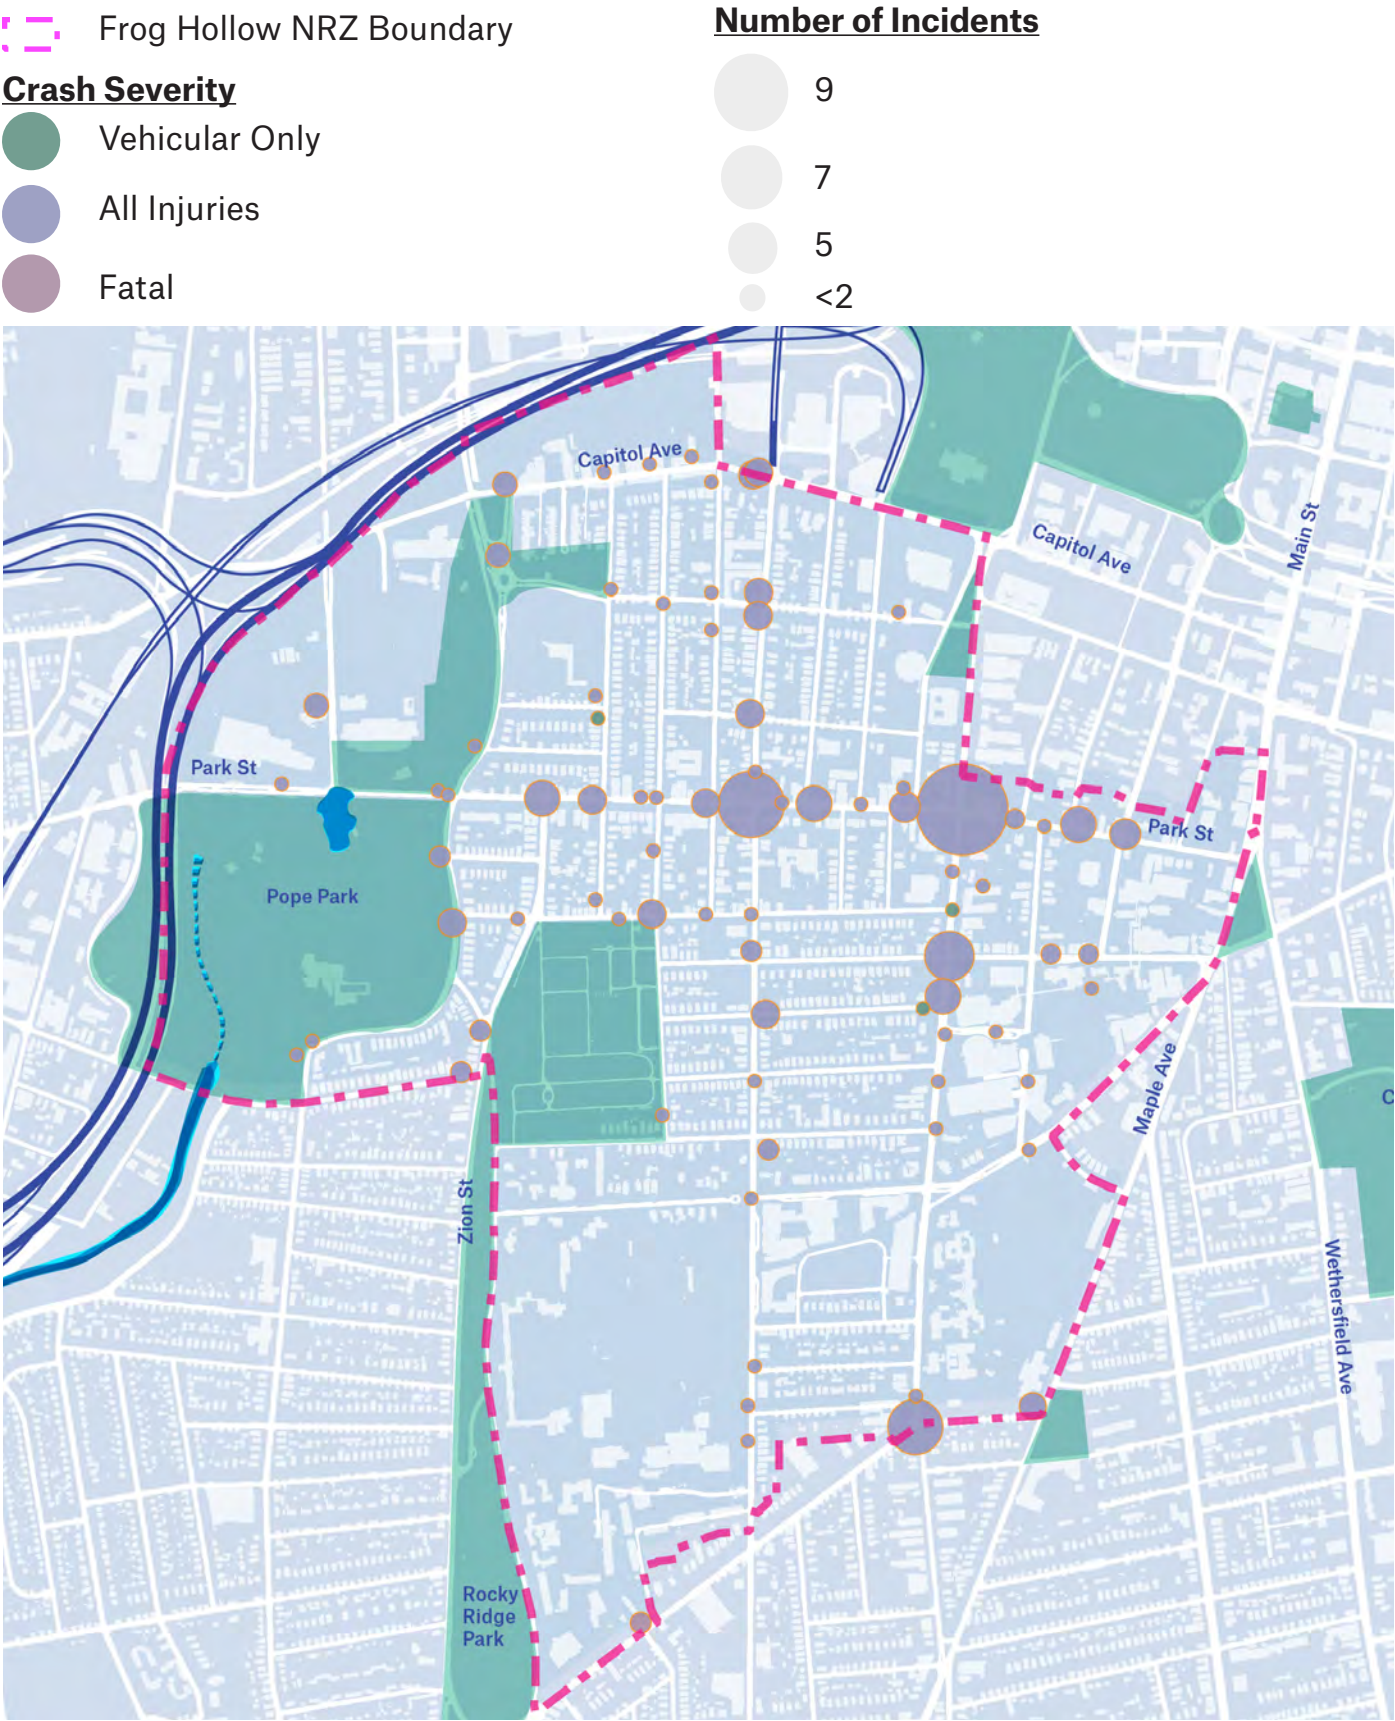 Frog Hollow NRZ Boundary
Crash Severity
Vehicular Only
All Injuries
Fatal
Number of Incidents
9
7
5
<2
Capitol Ave
Capitol Ave
Main St
Park St
Park St
Pope Park
Maple Ave
C
Zion St
Wethersfield Ave
Rocky
Ridge
Park